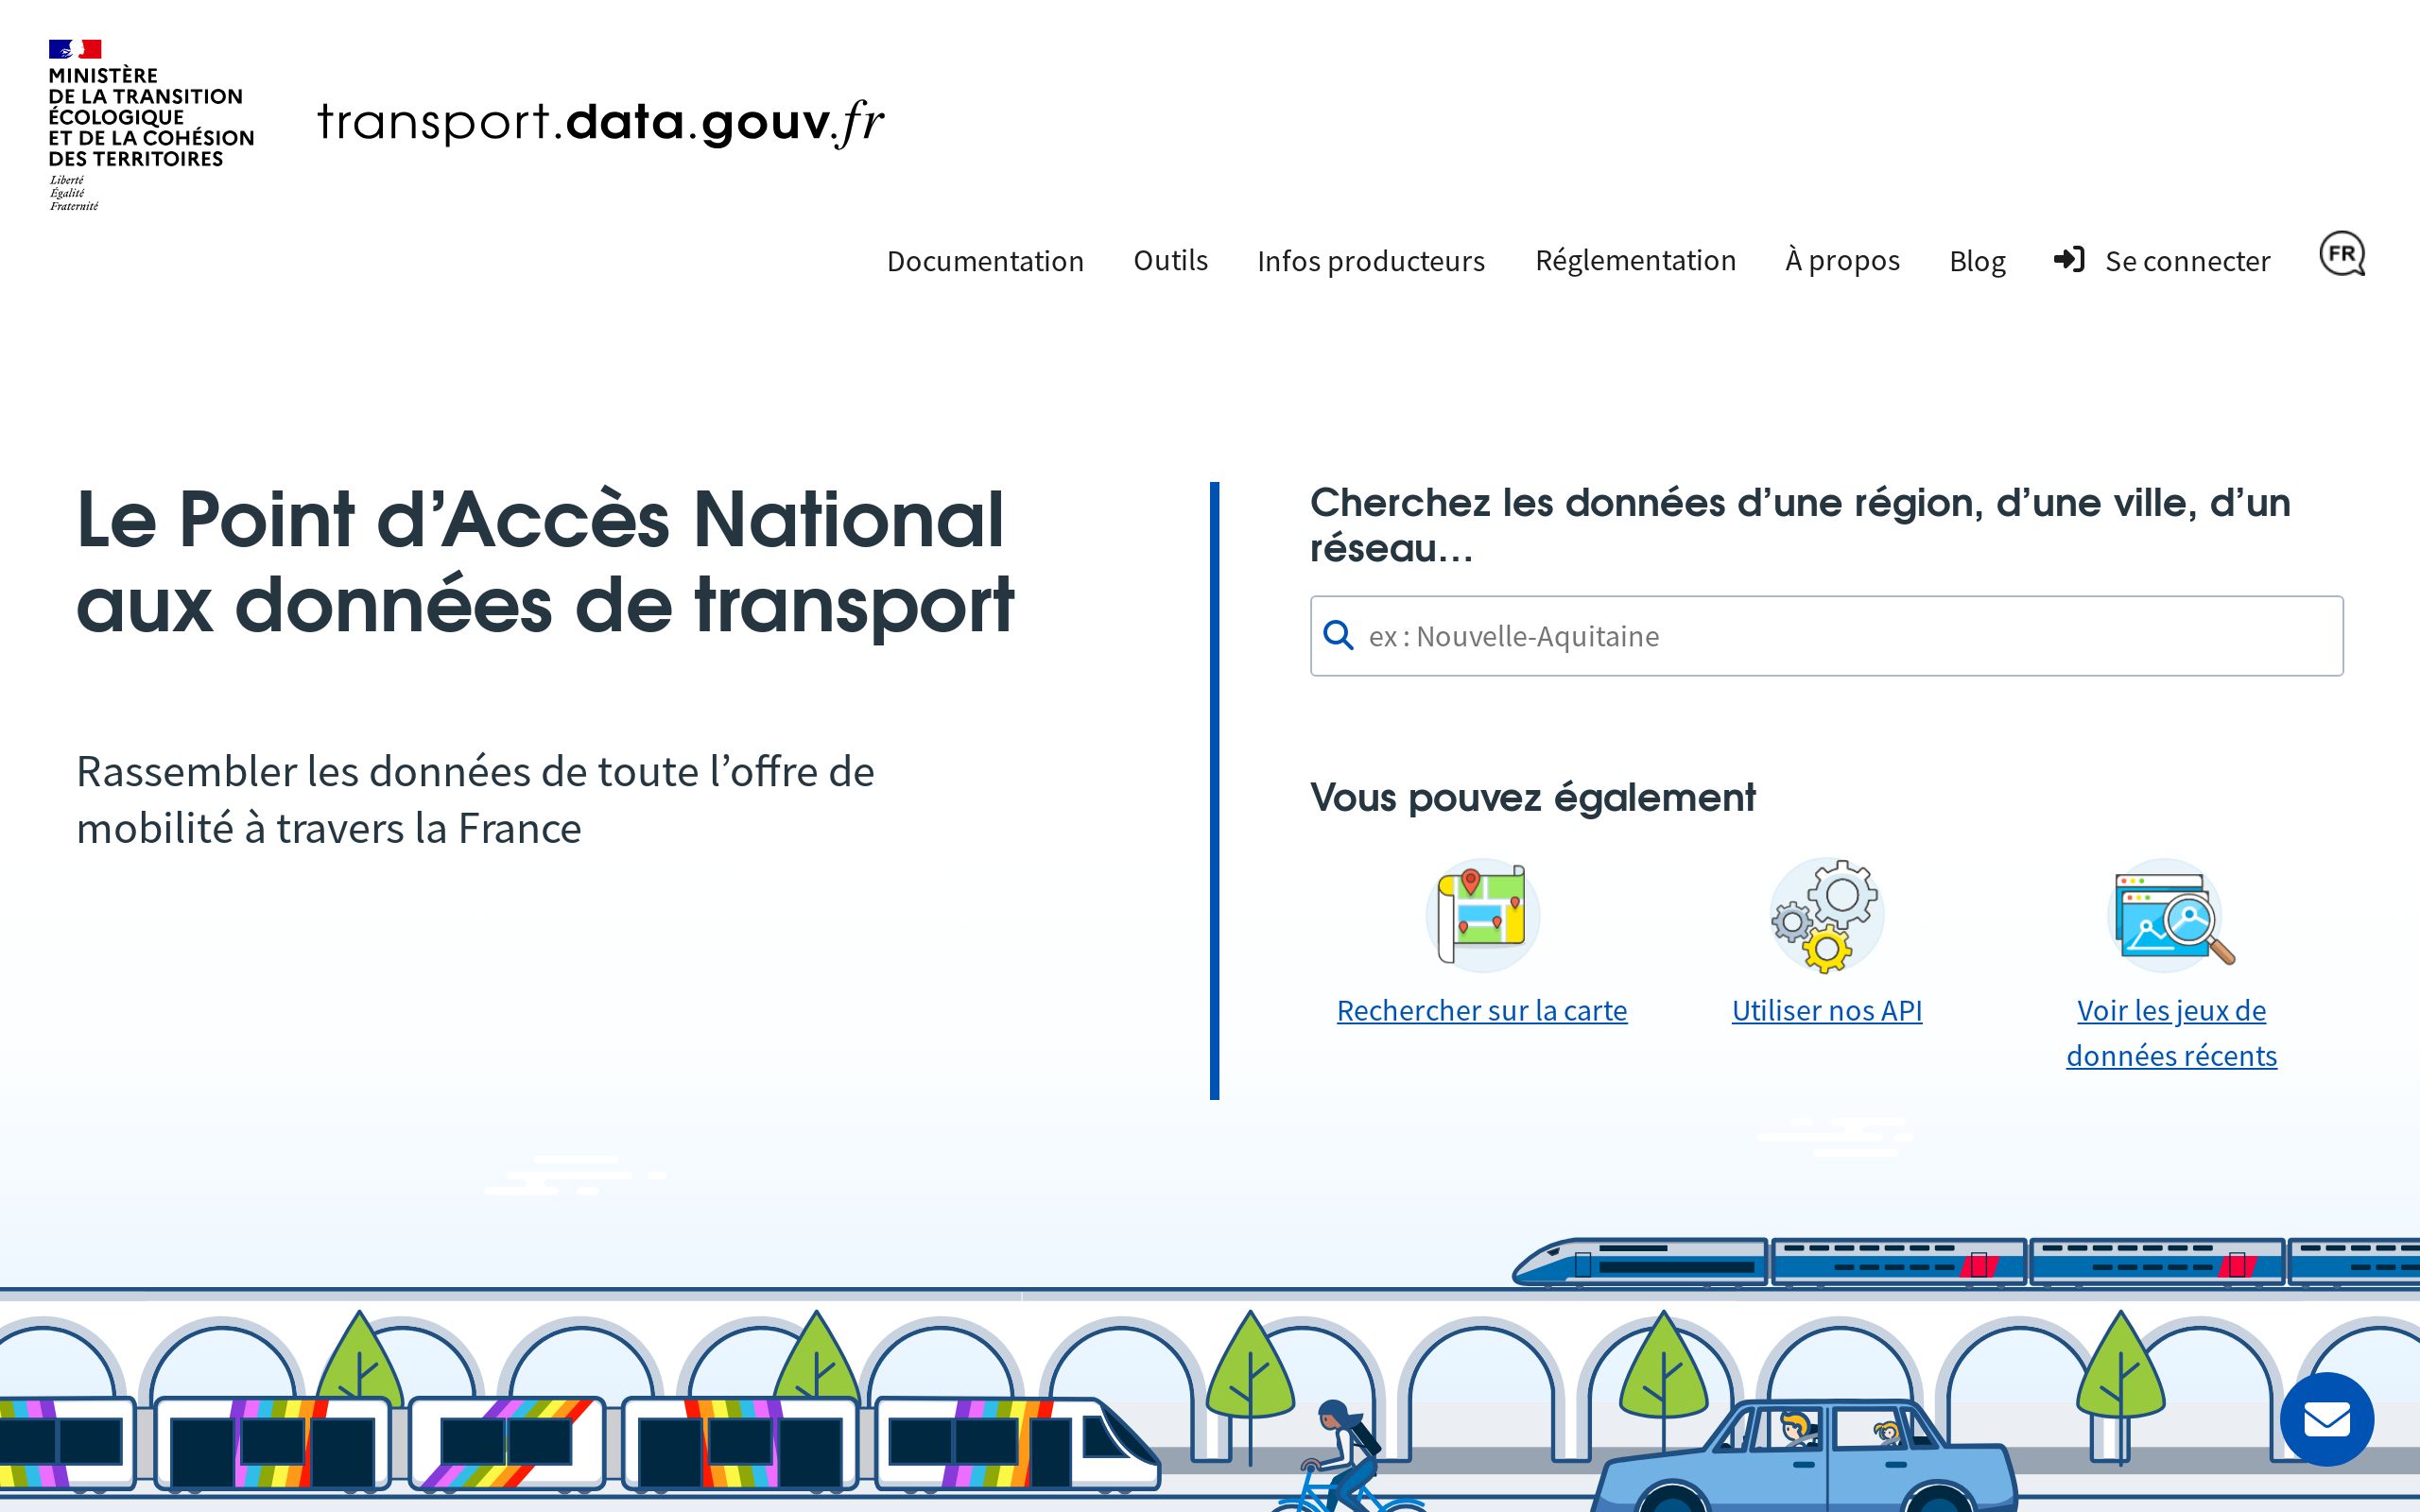 MINISTÈRE
DE LA TRANSITION
ÉCOLOGIQUE
ET DE LA COHÉSION
DES TERRITOIRES
Liberté
Égalité
Fraternité
transport.data.gouv.fr
Documentation Outils Infos producteurs Réglementation À propos Blog Se connecter FR
Le Point d’Accès National
aux données de transport
Rassembler les données de toute l’offre de
mobilité à travers la France
Cherchez les données d’une région, d’une ville, d’un
réseau…
ex : Nouvelle-Aquitaine
Vous pouvez également
Rechercher sur la carte
Utiliser nos API
Voir les jeux de
données récents